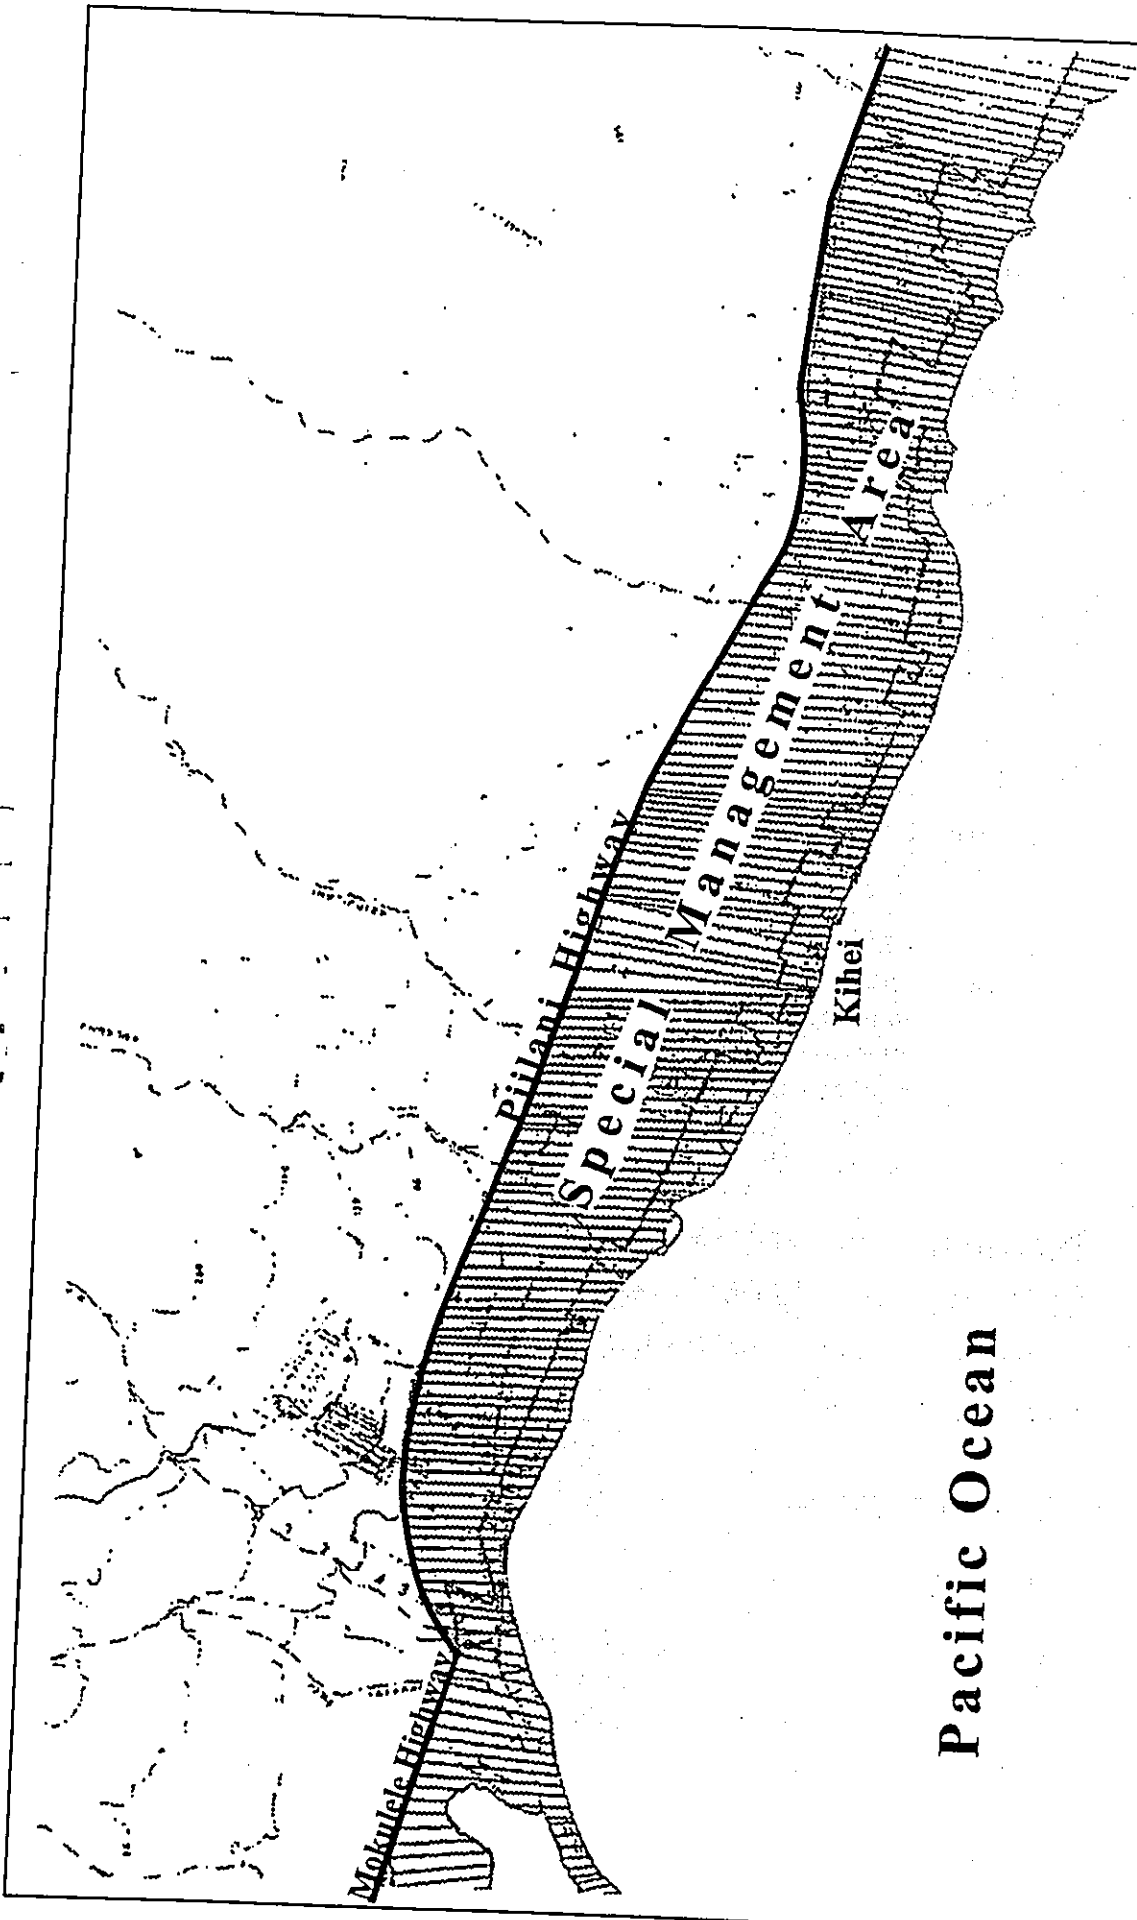 Mokulele Highway
Piilani Highway
Special Management Area
Kihei
Pacific Ocean